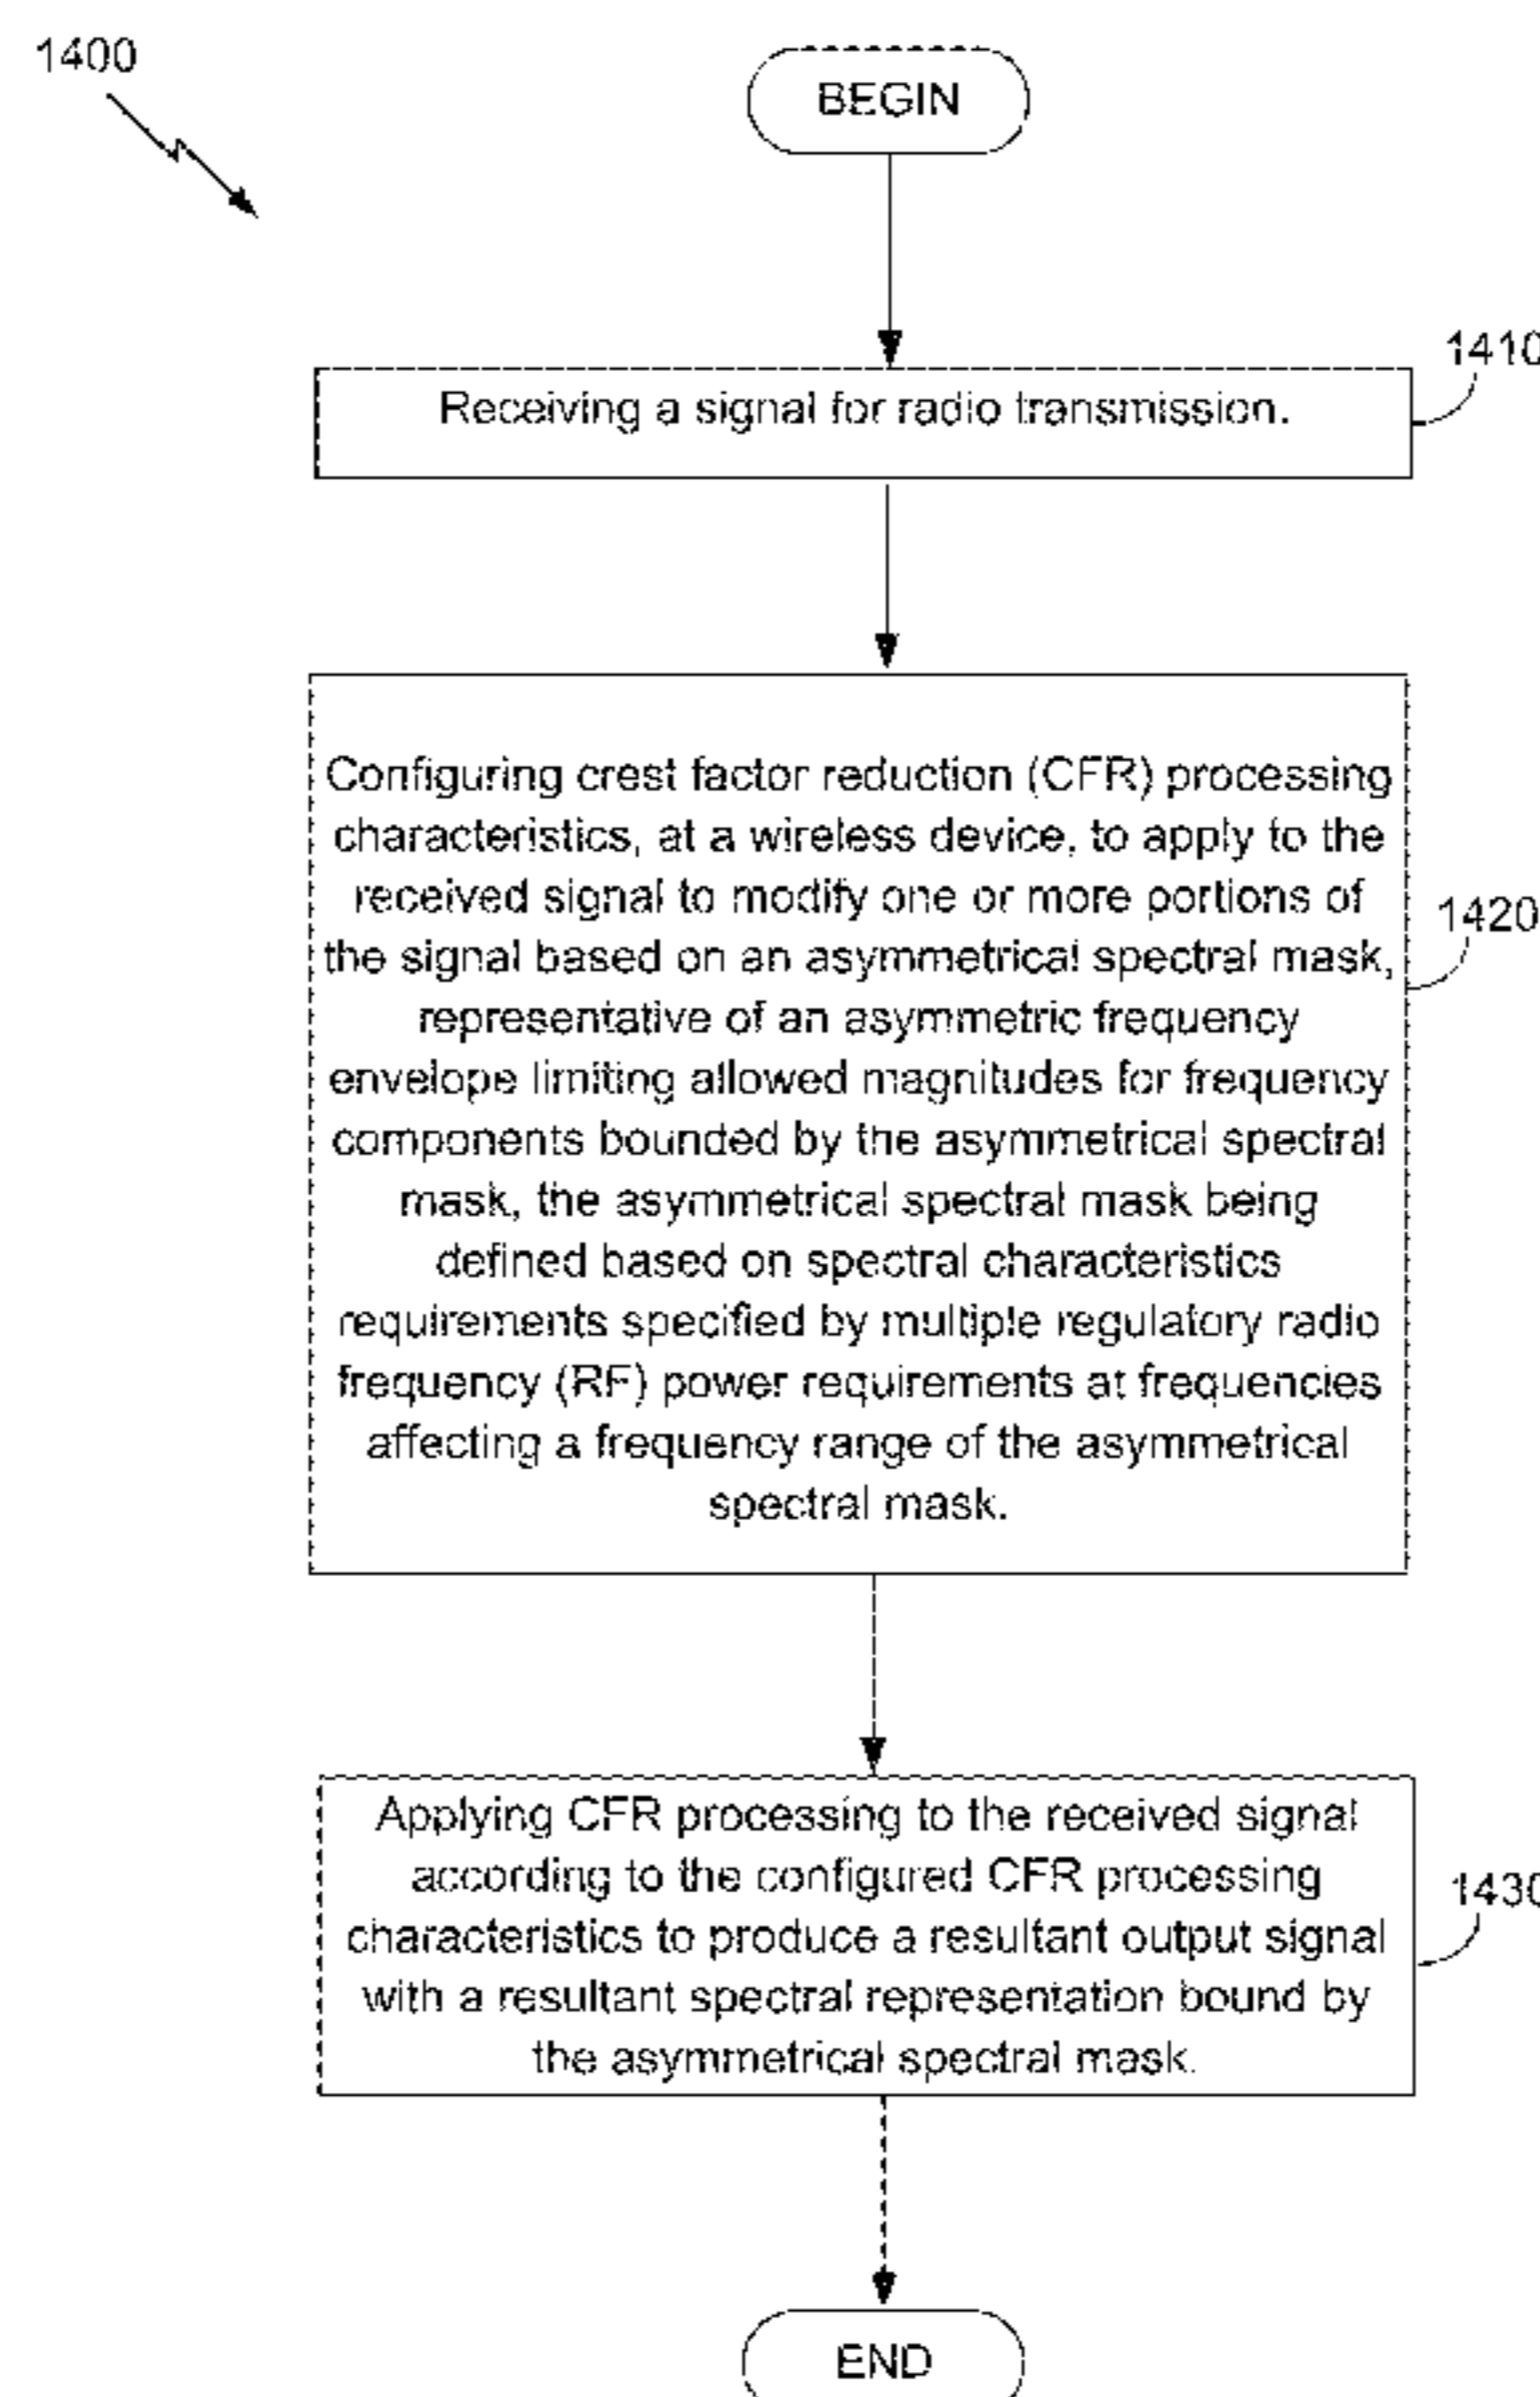 1400
BEGIN
1410
Receiving a signal for radio transmission.
Configuring crest factor reduction (CFR) processing
characteristics, at a wireless device, to apply to the
received signal to modify one or more portions of
the signal based on an asymmetrical spectral mask,
representative of an asymmetric frequency
envelope limiting allowed magnitudes for frequency
components bounded by the asymmetrical spectral
mask, the asymmetrical spectral mask being
defined based on spectral characteristics
requirements specified by multiple regulatory radio
frequency (RF) power requirements at frequencies
affecting a frequency range of the asymmetrical
spectral mask.
1420
Applying CFR processing to the received signal
according to the configured CFR processing
characteristics to produce a resultant output signal
with a resultant spectral representation bound by
the asymmetrical spectral mask.
1430
END